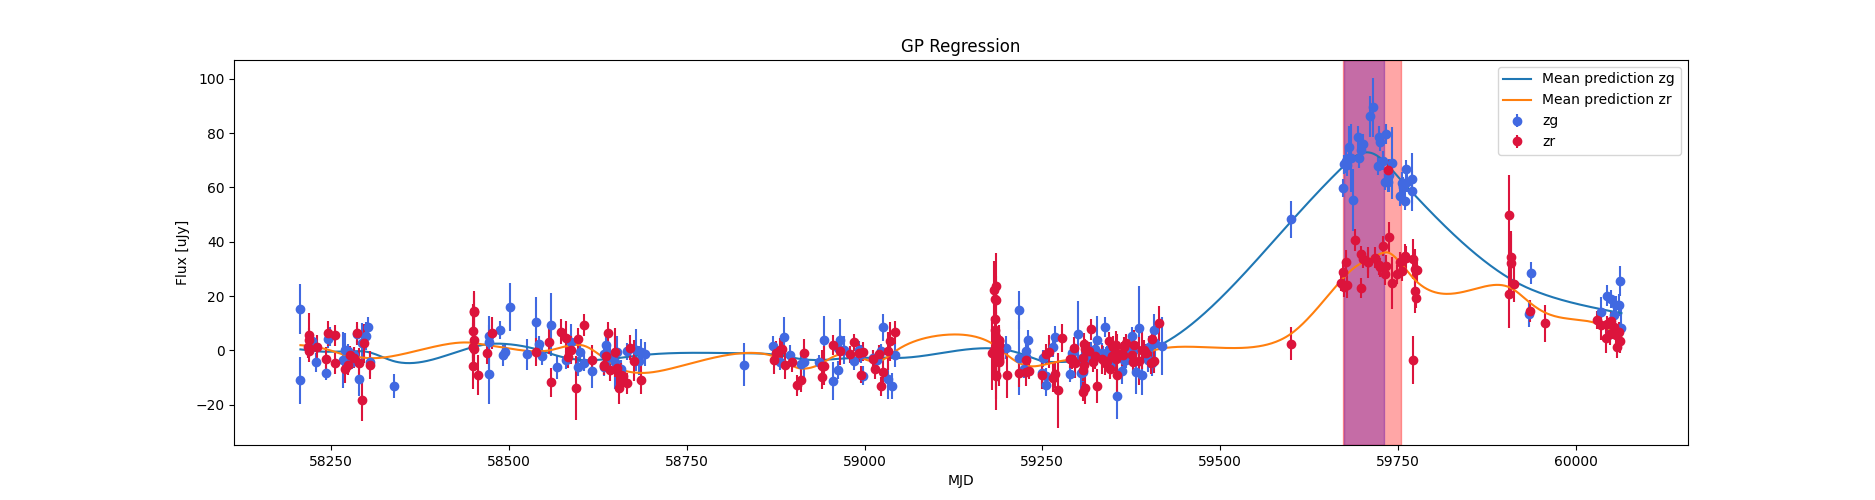 GP Regression
Mean prediction zg
Mean prediction zr
zg
zr
Flux [uJy]
100
80
60
40
20
0
−20
58250 58500 58750 59000 59250 59500 59750 60000
MJD